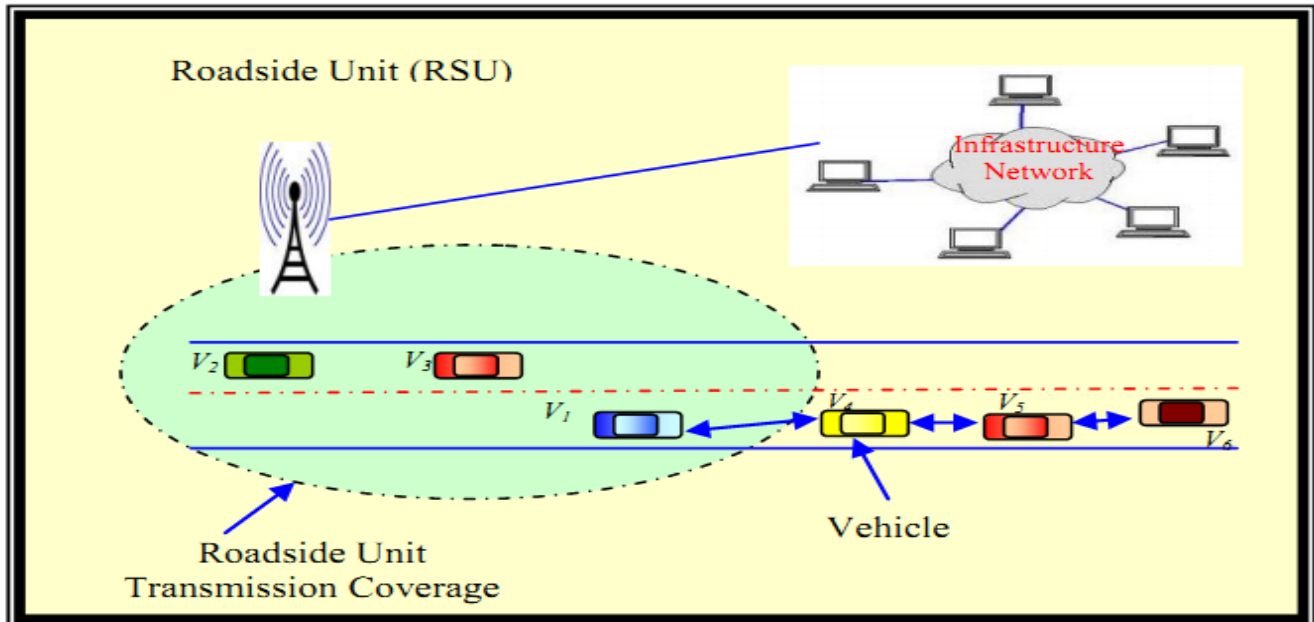 Roadside Unit (RSU)
Infrastructure
Network
V2
V3
V1
V4
V5
V6
Vehicle
Roadside Unit
Transmission Coverage